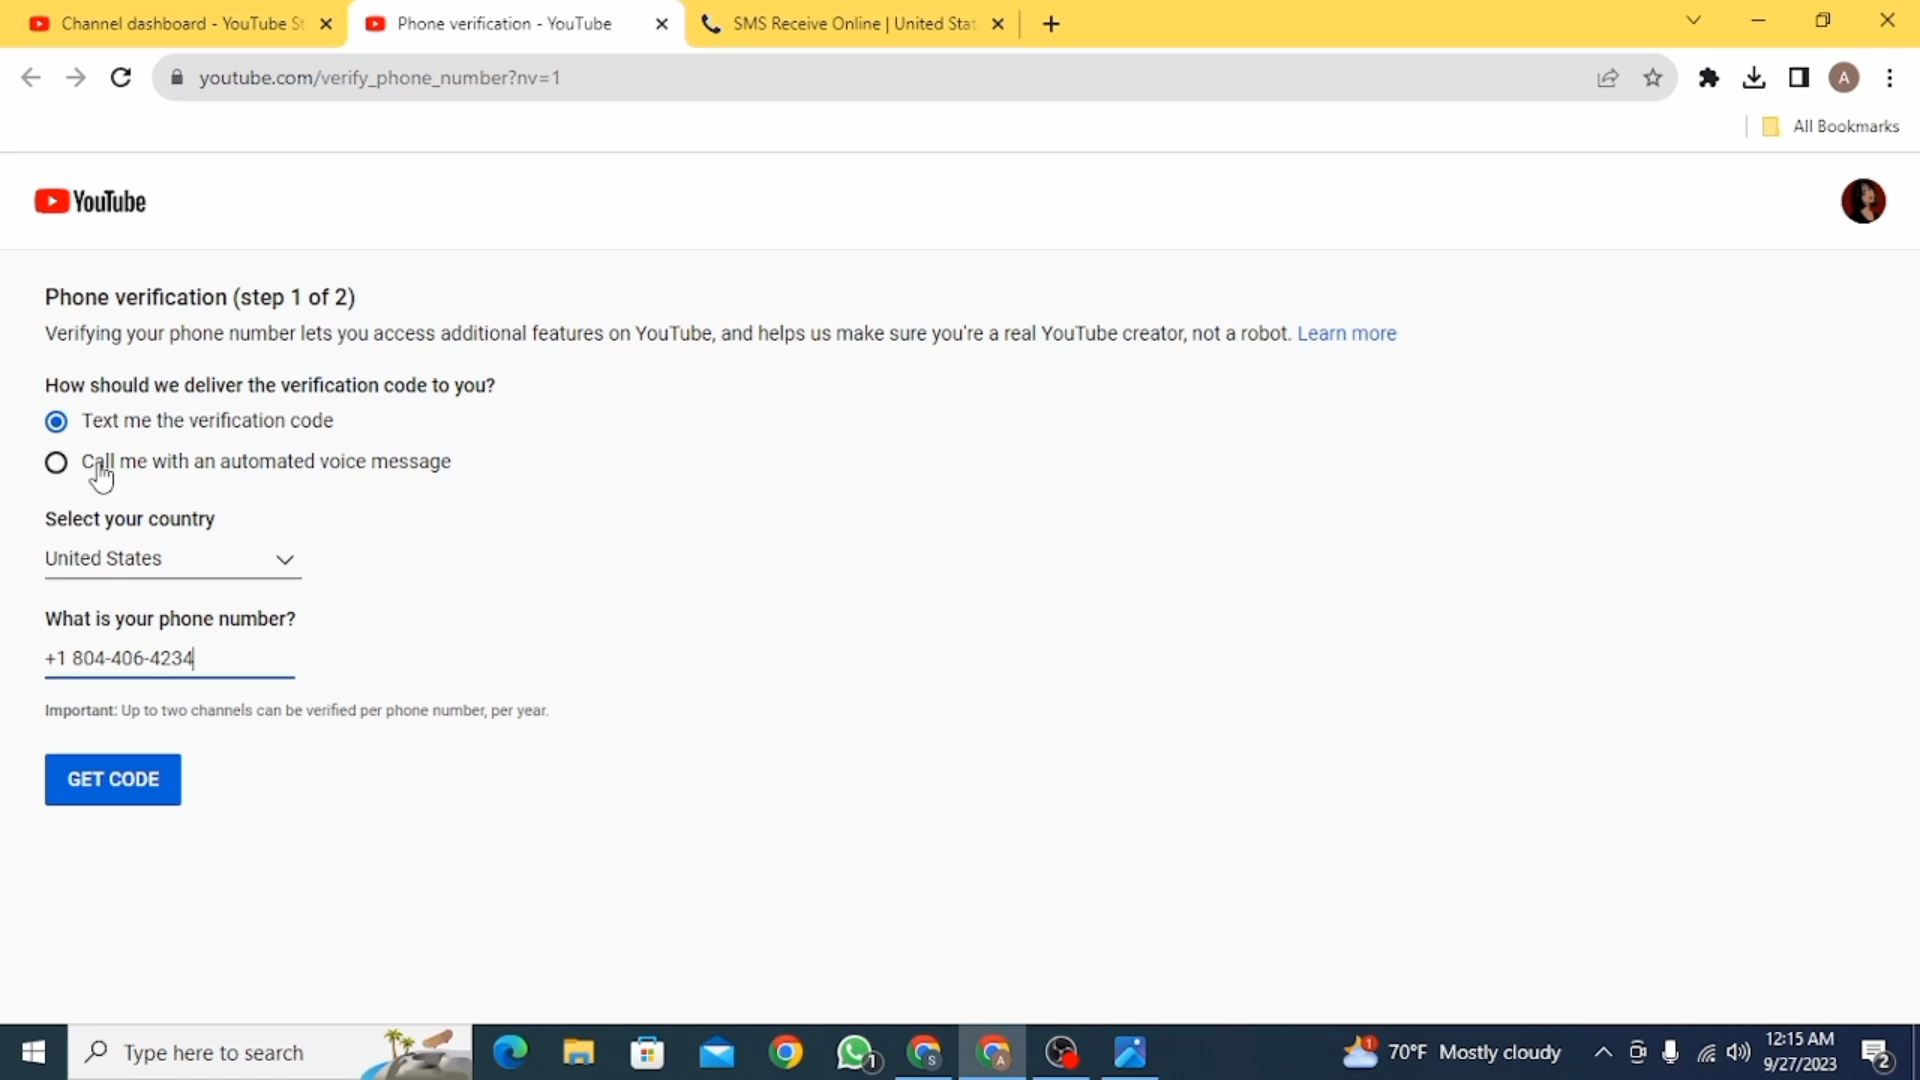 Channel dashboard - YouTube St
Phone verification - YouTube
SMS Receive Online | United Stat
youtube.com/verify_phone_number?nv=1
A
All Bookmarks
YouTube
Phone verification (step 1 of 2)
Verifying your phone number lets you access additional features on YouTube, and helps us make sure you're a real YouTube creator, not a robot. Learn more
How should we deliver the verification code to you?
Text me the verification code
Call me with an automated voice message
Select your country
United States
What is your phone number?
+1 804-406-4234
Important: Up to two channels can be verified per phone number, per year.
GET CODE
Type here to search
1
S
A
1
70°F Mostly cloudy
12:15 AM
9/27/2023
2